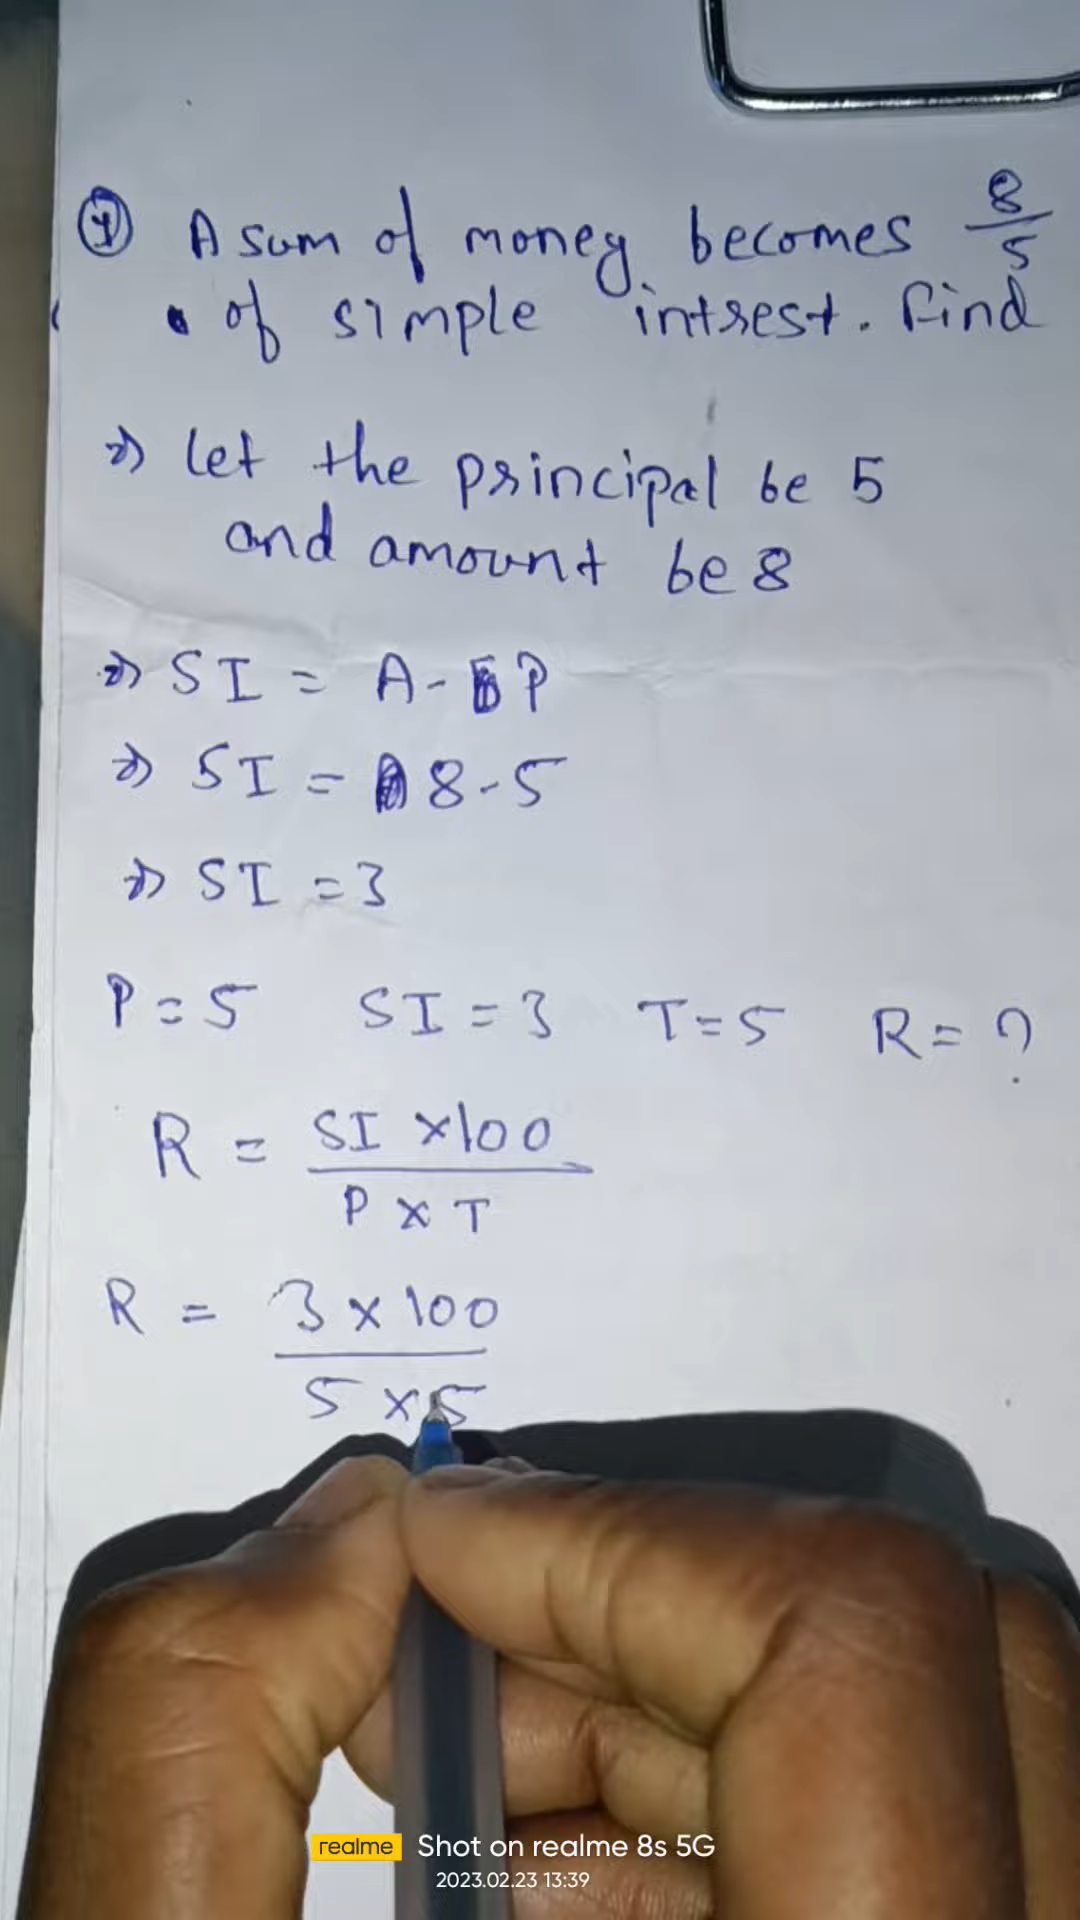 ① A sum of money becomes 8/5
of simple intrest. Find
⇒ Let the principal be 5
and amount be 8
⇒ SI = A - P
⇒ SI = 8 - 5
⇒ SI = 3
P = 5 SI = 3 T = 5 R = ?
R = SI × 100
P × T
R = 3 × 100
5 × 5
realme Shot on realme 8s 5G
2023.02.23 13:39